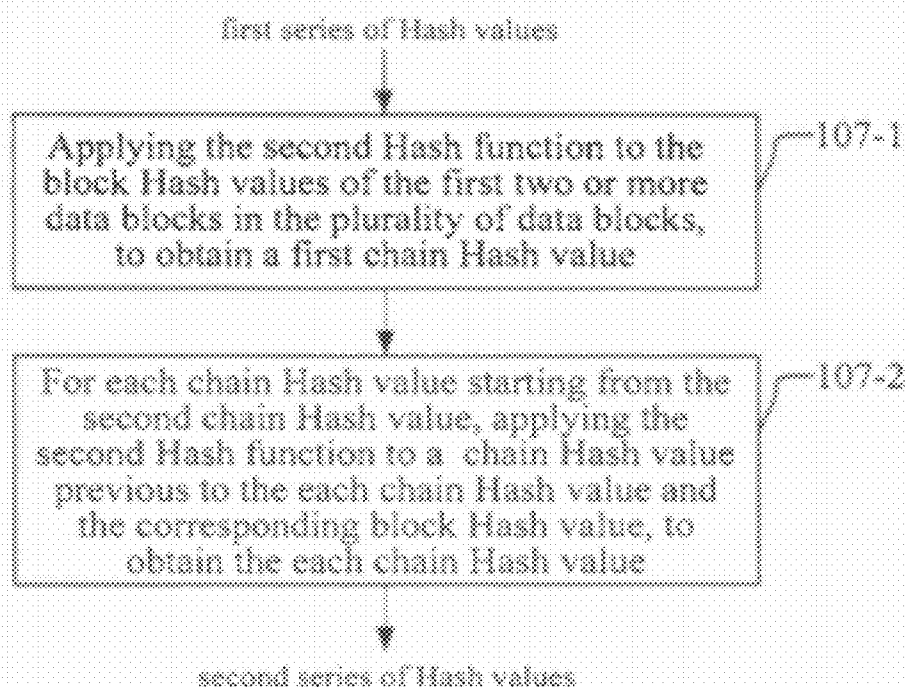 first series of Hash values
Applying the second Hash function to the
107-1
block Hash values of the first two or more
data blocks in the plurality of data blocks,
to obtain a first chain Hash value
For each chain Hash value starting from the
107-2
second chain Hash value, applying the
second Hash function to a chain Hash value
previous to the each chain Hash value and
the corresponding block Hash value, to
obtain the each chain Hash value
second series of Hash values